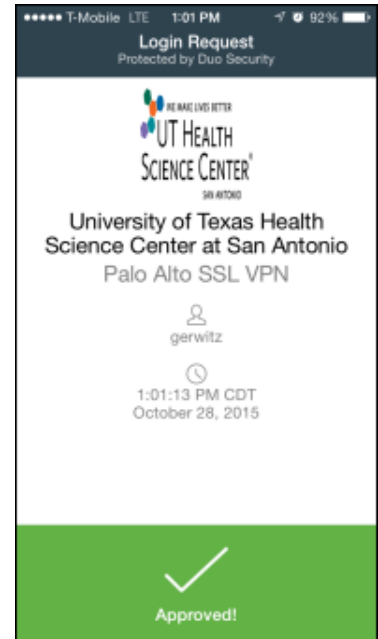 T-Mobile LTE 1:01 PM 92%
Login Request
Protected by Duo Security
WE MAKE LIVES BETTER
UT HEALTH
SCIENCE CENTER®
SAN ANTONIO
University of Texas Health
Science Center at San Antonio
Palo Alto SSL VPN
gerwitz
1:01:13 PM CDT
October 28, 2015
Approved!